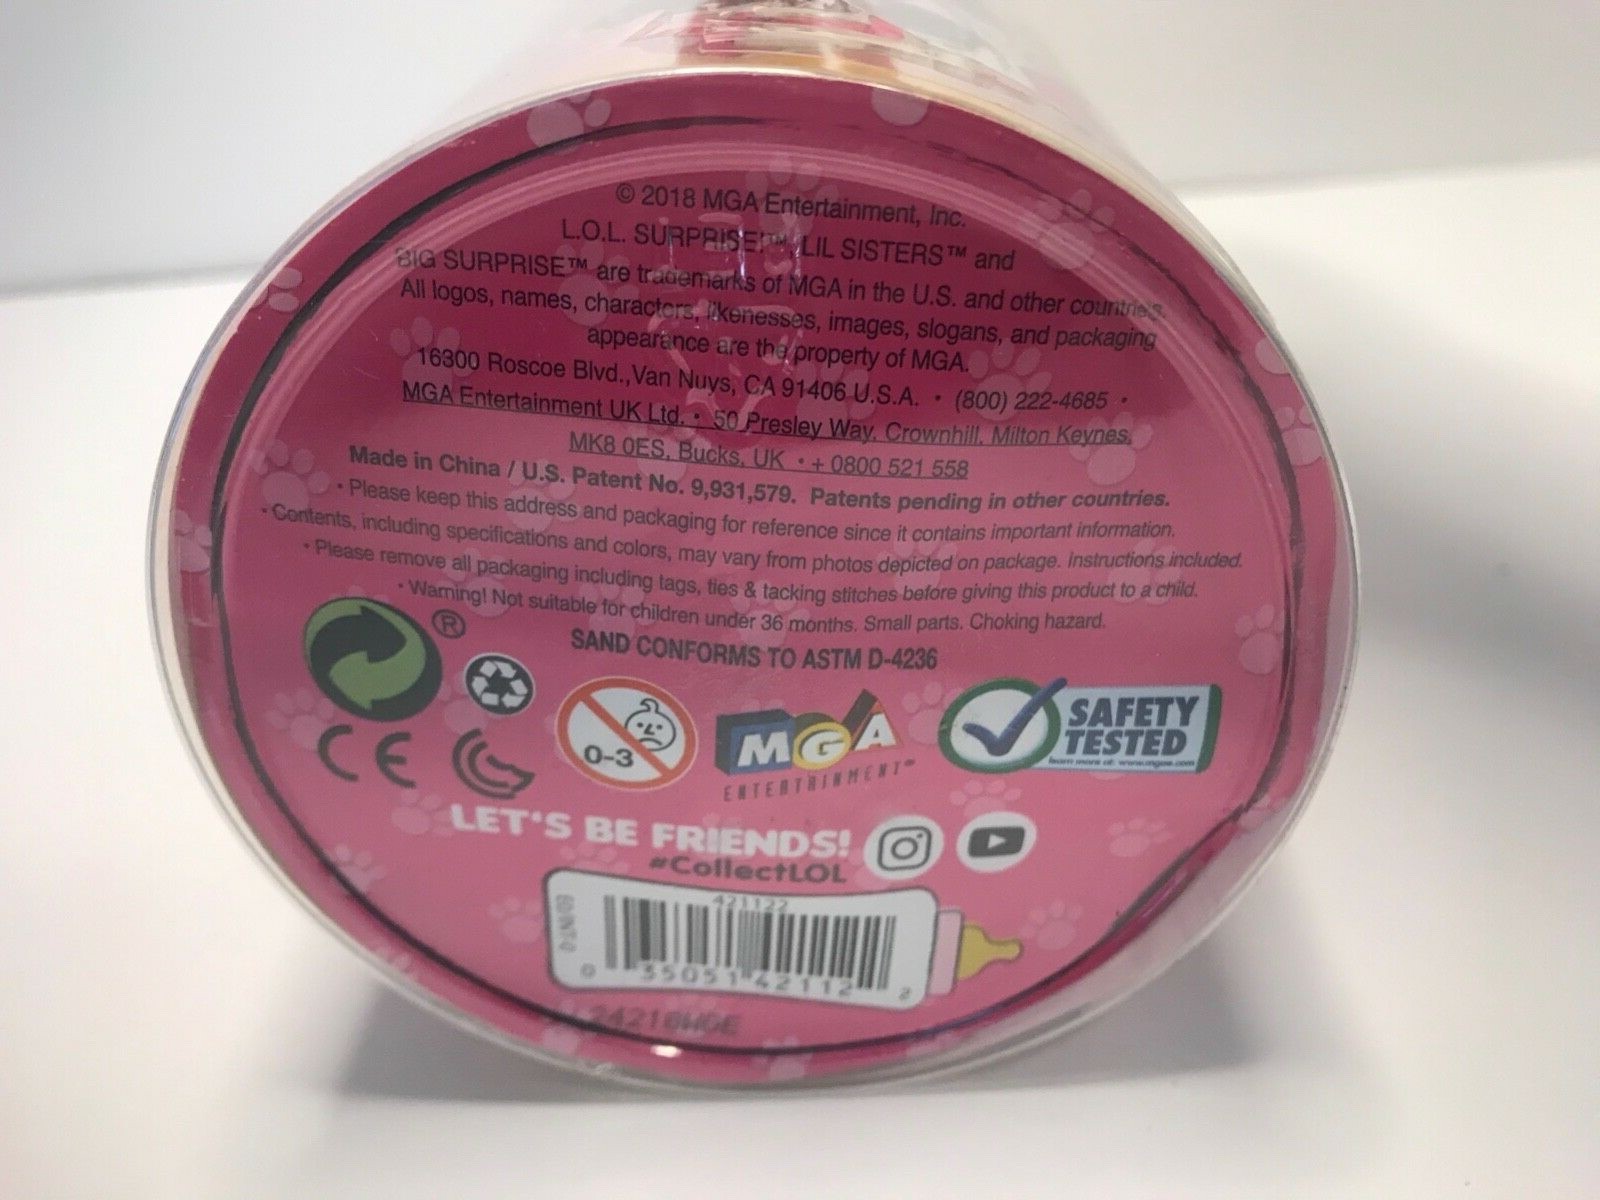 © 2018 MGA Entertainment, Inc.
L.O.L. SURPRISE!™, LIL SISTERS™ and
BIG SURPRISE™ are trademarks of MGA in the U.S. and other countries.
All logos, names, characters, likenesses, images, slogans, and packaging
appearance are the property of MGA.
16300 Roscoe Blvd., Van Nuys, CA 91406 U.S.A. • (800) 222-4685 •
MGA Entertainment UK Ltd. • 50 Presley Way, Crownhill, Milton Keynes,
MK8 0ES, Bucks, UK • + 0800 521 558
Made in China / U.S. Patent No. 9,931,579. Patents pending in other countries.
• Please keep this address and packaging for reference since it contains important information.
• Contents, including specifications and colors, may vary from photos depicted on package. Instructions included.
• Please remove all packaging including tags, ties & tacking stitches before giving this product to a child.
• Warning! Not suitable for children under 36 months. Small parts. Choking hazard.
SAND CONFORMS TO ASTM D-4236
®
CE
0-3
MGA
ENTERTAINMENT™
SAFETY
TESTED
learn more at: www.mgae.com
LET'S BE FRIENDS!
#CollectLOL
421122
0 35051 42112 2